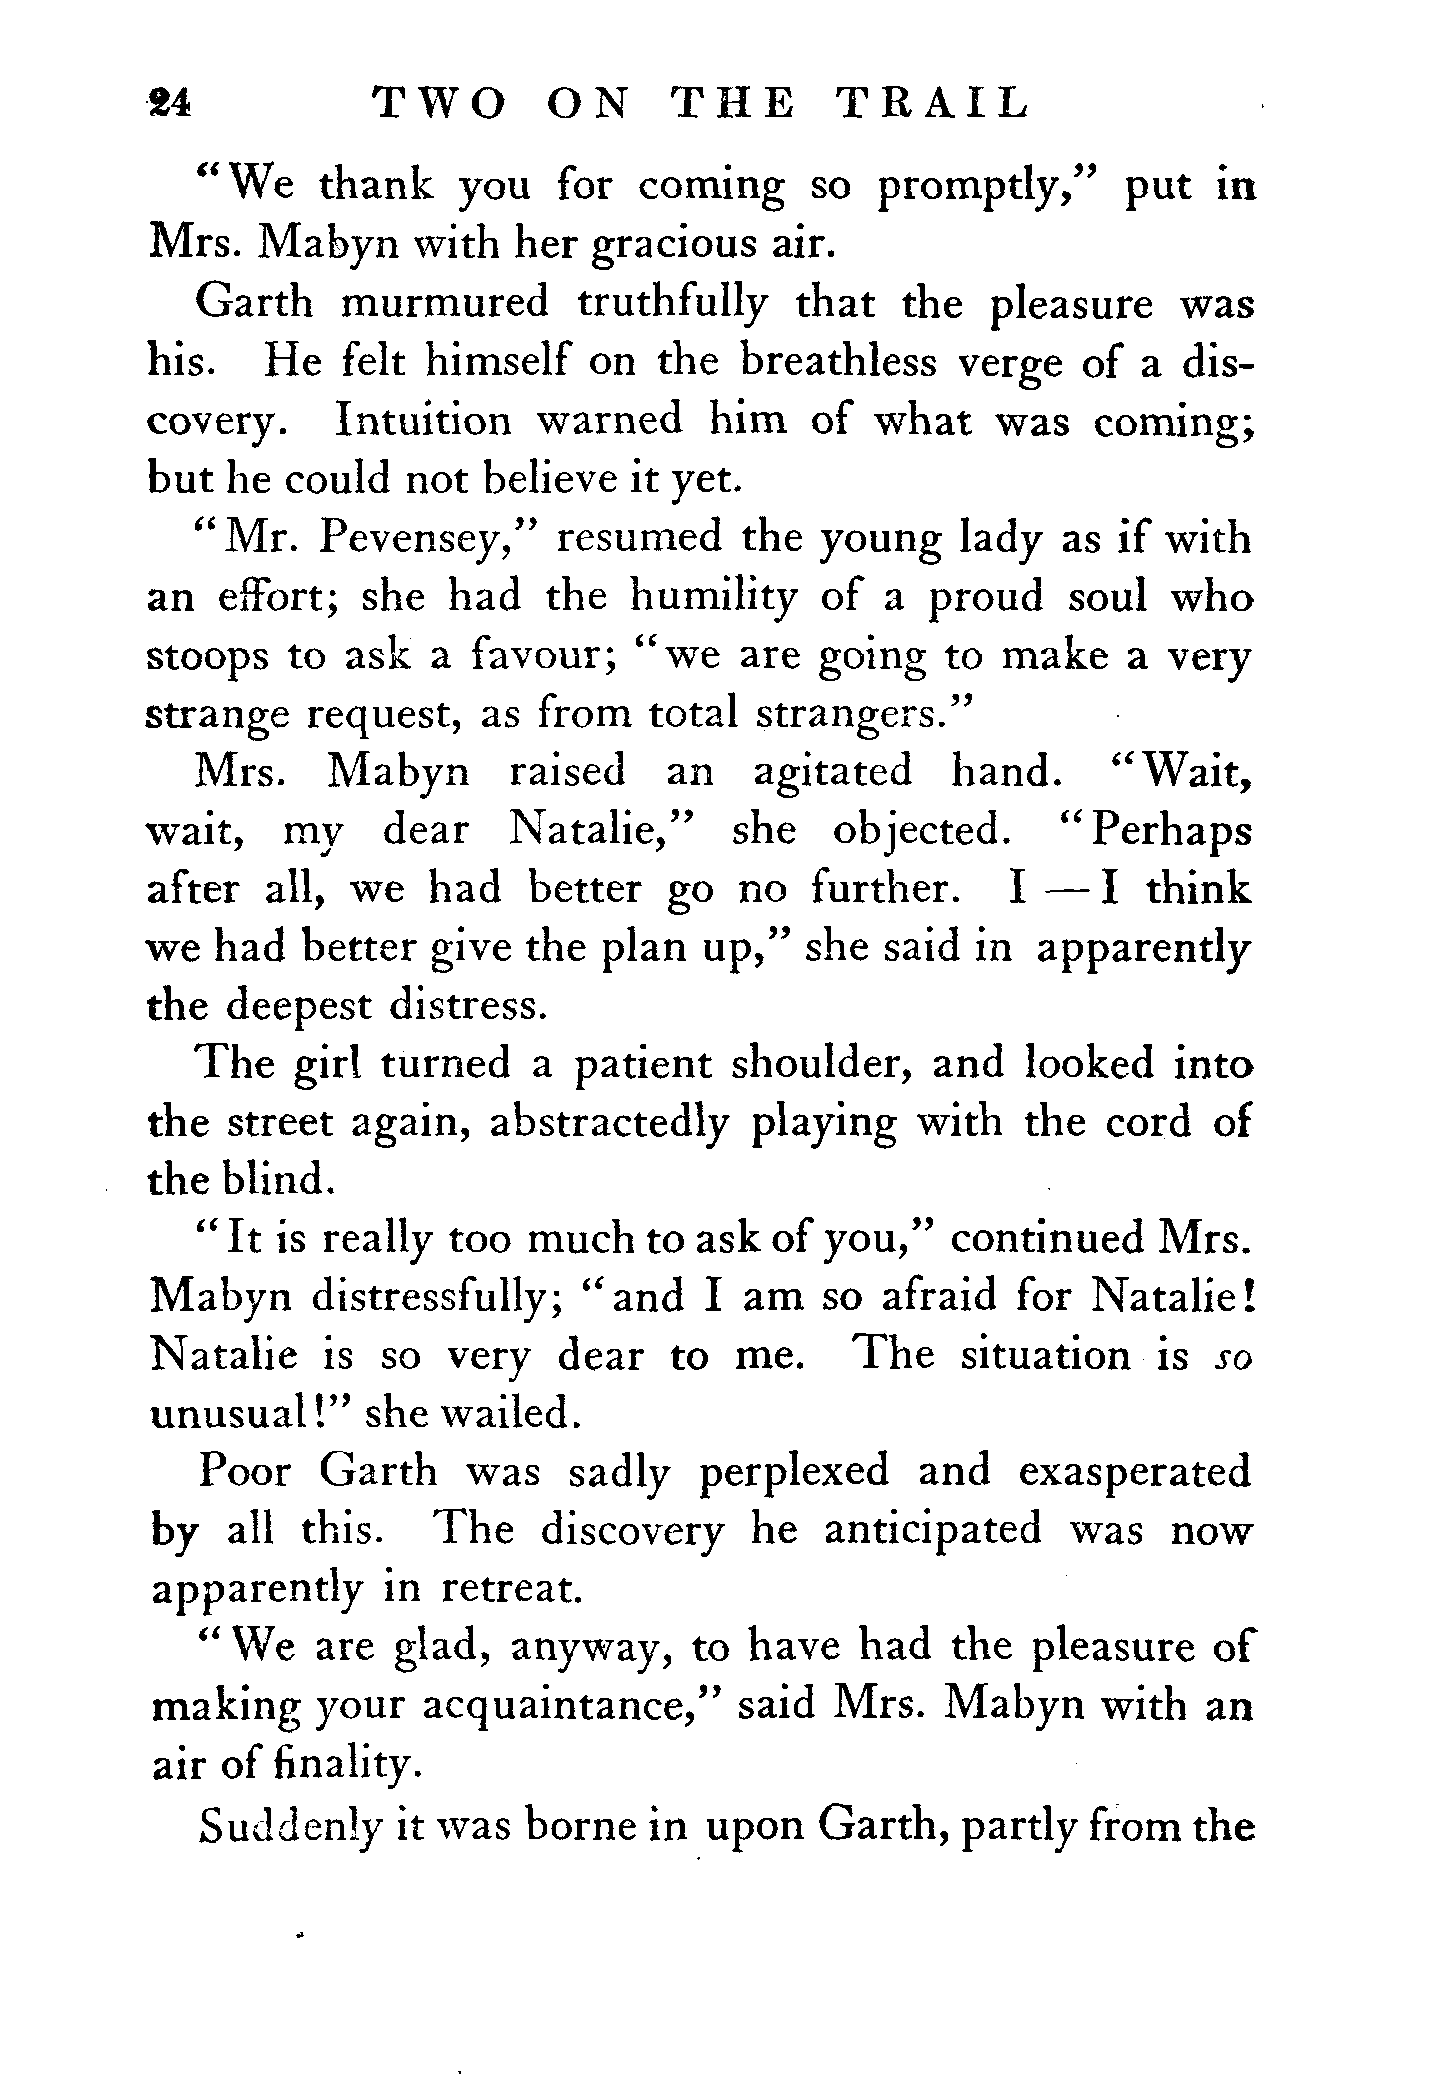 24 TWO ON THE TRAIL
“We thank you for coming so promptly,” put in
Mrs. Mabyn with her gracious air.
Garth murmured truthfully that the pleasure was
his. He felt himself on the breathless verge of a dis-
covery. Intuition warned him of what was coming;
but he could not believe it yet.
“Mr. Pevensey,” resumed the young lady as if with
an effort; she had the humility of a proud soul who
stoops to ask a favour; “we are going to make a very
strange request, as from total strangers.”
Mrs. Mabyn raised an agitated hand. “Wait,
wait, my dear Natalie,” she objected. “Perhaps
after all, we had better go no further. I — I think
we had better give the plan up,” she said in apparently
the deepest distress.
The girl turned a patient shoulder, and looked into
the street again, abstractedly playing with the cord of
the blind.
“It is really too much to ask of you,” continued Mrs.
Mabyn distressfully; “and I am so afraid for Natalie!
Natalie is so very dear to me. The situation is so
unusual!” she wailed.
Poor Garth was sadly perplexed and exasperated
by all this. The discovery he anticipated was now
apparently in retreat.
“We are glad, anyway, to have had the pleasure of
making your acquaintance,” said Mrs. Mabyn with an
air of finality.
Suddenly it was borne in upon Garth, partly from the